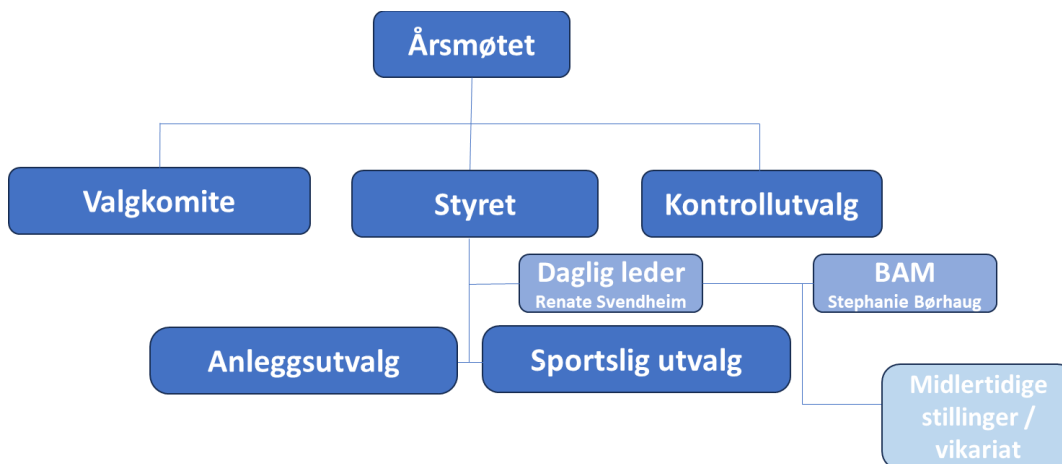 Årsmøtet
Valgkomite
Styret
Kontrollutvalg
Daglig leder
Renate Svendheim
BAM
Stephanie Børhaug
Anleggsutvalg
Sportslig utvalg
Midlertidige
stillinger /
vikariat